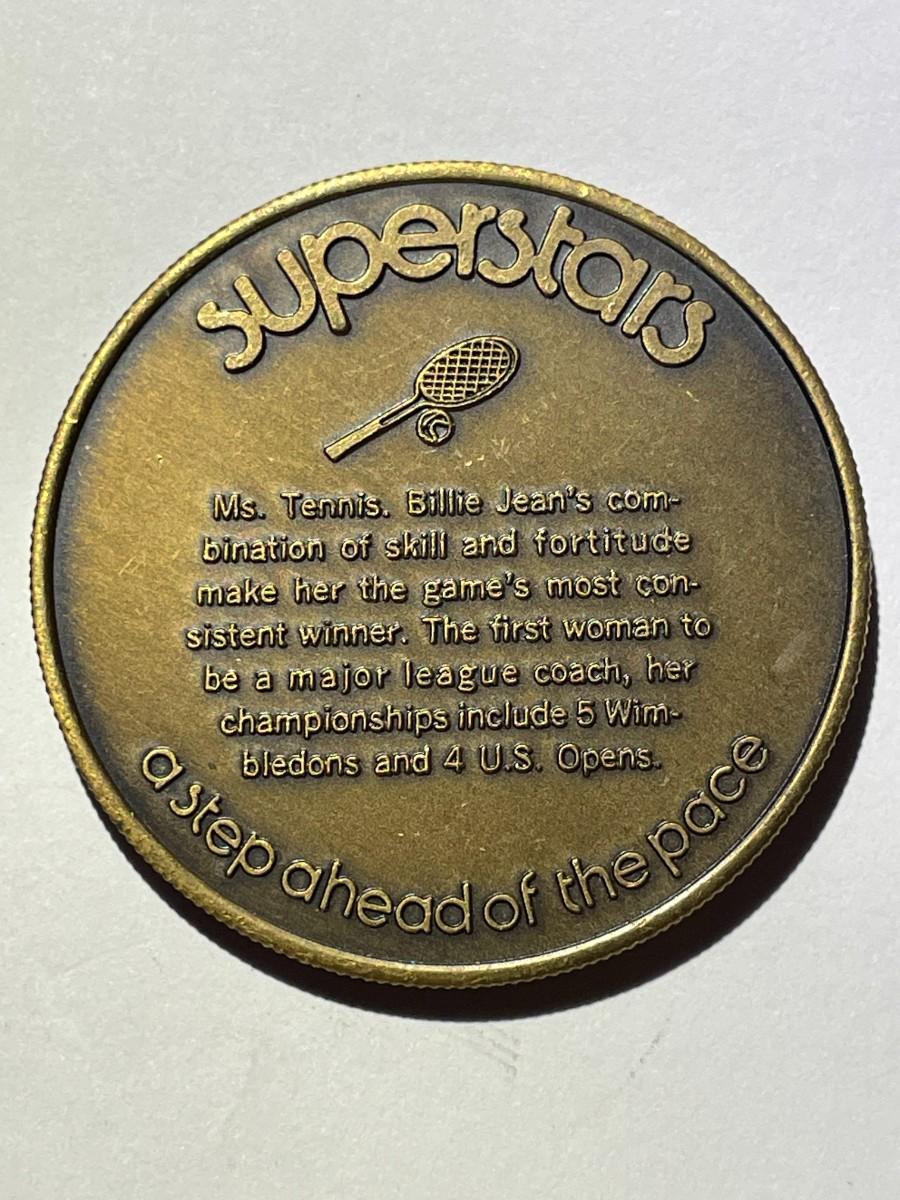 superstars
Ms. Tennis. Billie Jean's com-
bination of skill and fortitude
make her the game's most con-
sistent winner. The first woman to
be a major league coach, her
championships include 5 Wim-
bledons and 4 U.S. Opens.
a step ahead of the pace